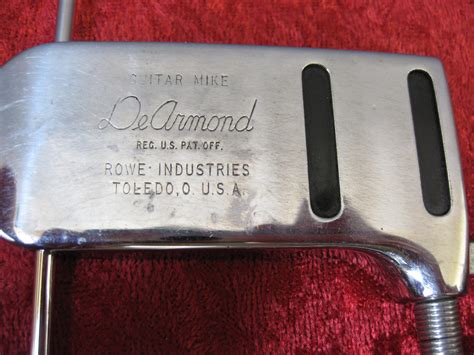 GUITAR MIKE
DeArmond
REG. U.S. PAT. OFF.
ROWE INDUSTRIES
TOLEDO, O. U.S.A.